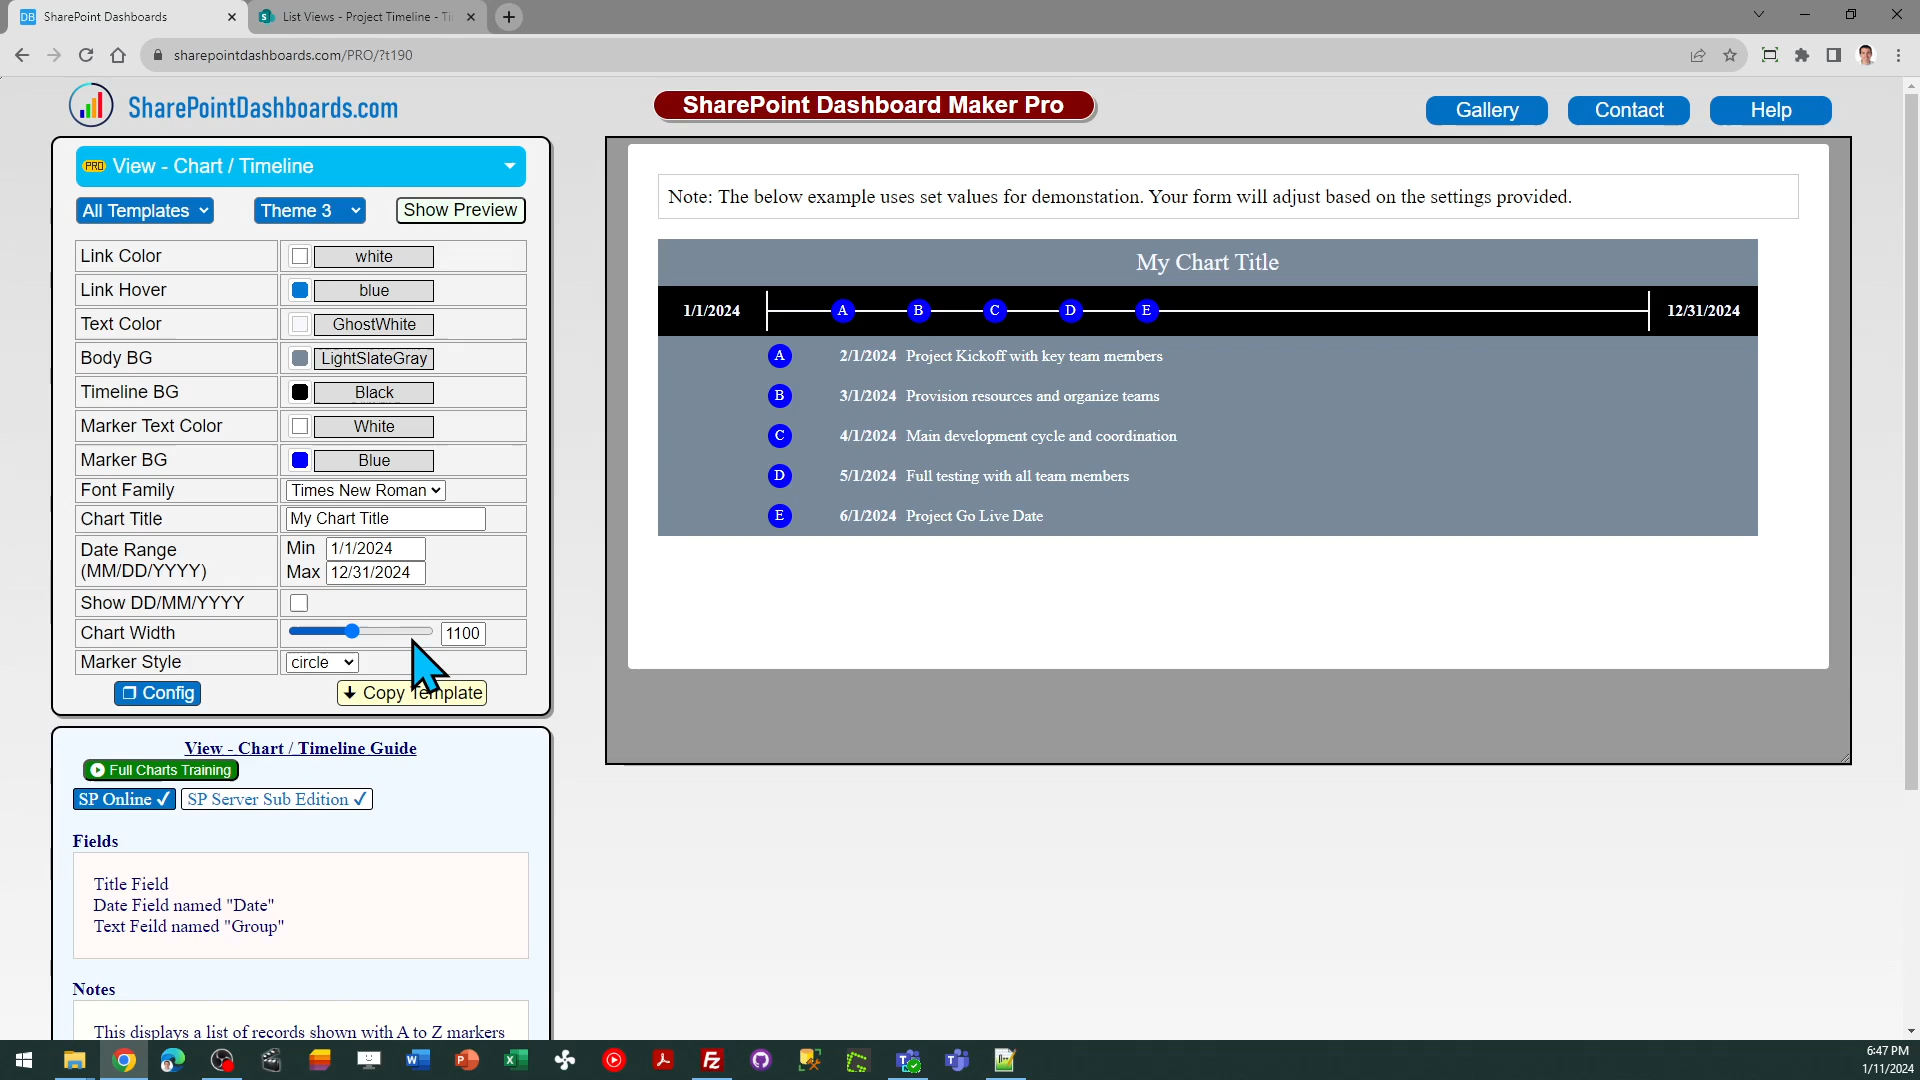 SharePoint Dashboards
List Views - Project Timeline - Ti
sharepointdashboards.com/PRO/?t190
SharePointDashboards.com
SharePoint Dashboard Maker Pro
Gallery
Contact
Help
PRO View - Chart / Timeline
All Templates
Theme 3
Show Preview
Link Color
white
Link Hover
blue
Text Color
GhostWhite
Body BG
LightSlateGray
Timeline BG
Black
Marker Text Color
White
Marker BG
Blue
Font Family
Times New Roman
Chart Title
My Chart Title
Date Range
(MM/DD/YYYY)
Min 1/1/2024
Max 12/31/2024
Show DD/MM/YYYY
Chart Width
1100
Marker Style
circle
Config
Copy Template
View - Chart / Timeline Guide
Full Charts Training
SP Online ✓
SP Server Sub Edition ✓
Fields
Title Field
Date Field named "Date"
Text Feild named "Group"
Notes
This displays a list of records shown with A to Z markers
Note: The below example uses set values for demonstation. Your form will adjust based on the settings provided.
My Chart Title
1/1/2024 A B C D E 12/31/2024
A 2/1/2024 Project Kickoff with key team members
B 3/1/2024 Provision resources and organize teams
C 4/1/2024 Main development cycle and coordination
D 5/1/2024 Full testing with all team members
E 6/1/2024 Project Go Live Date
6:47 PM
1/11/2024